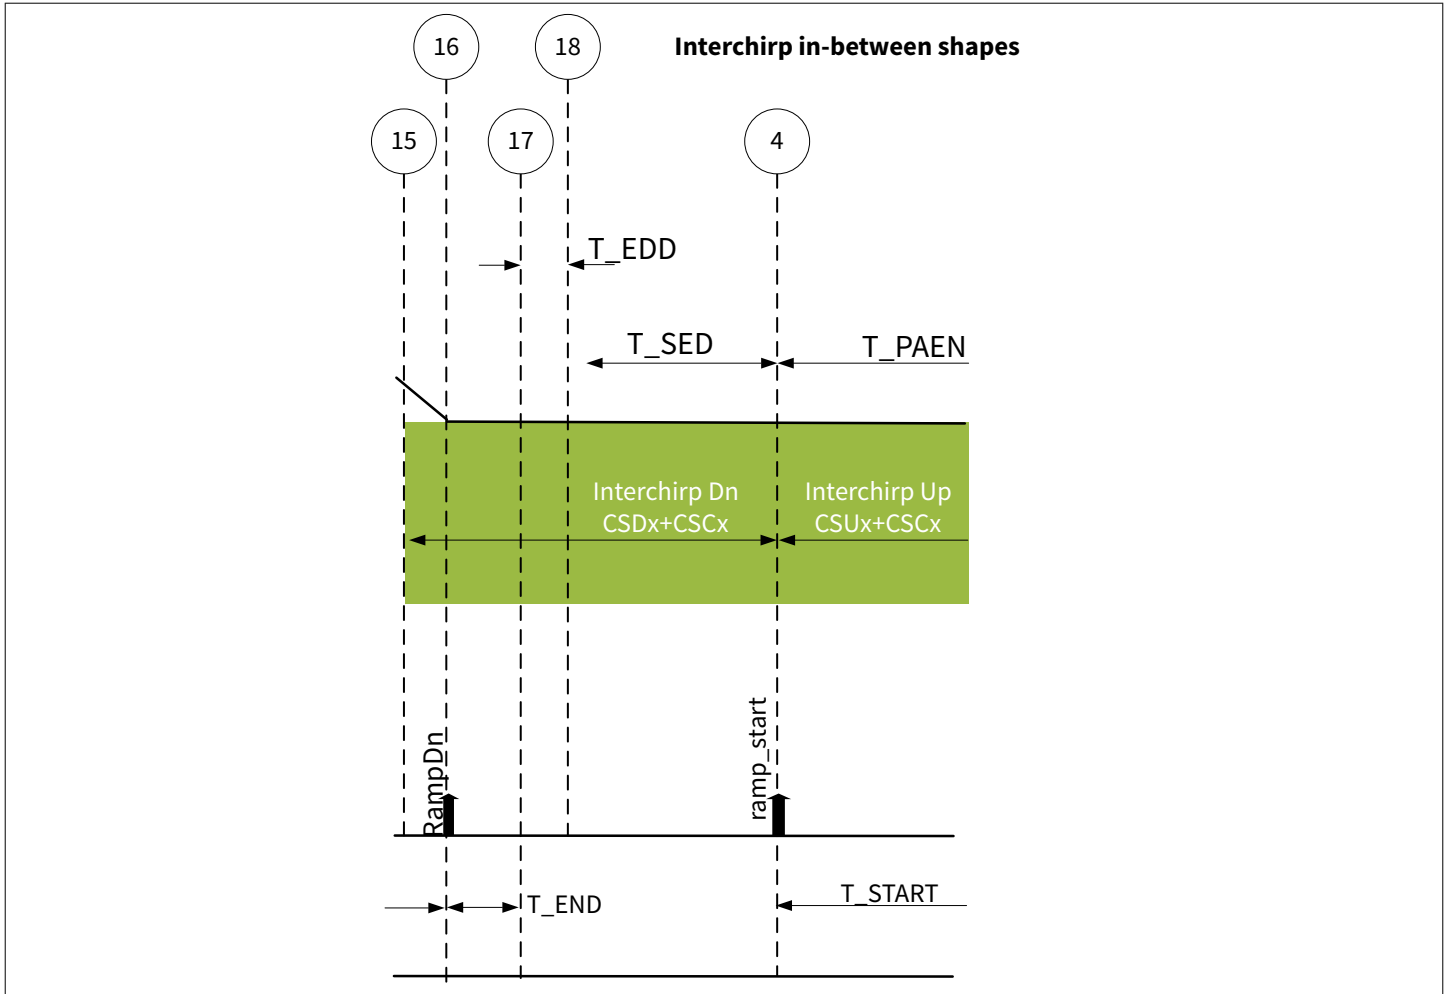 16
18
Interchirp in-between shapes
15
17
4
T_EDD
T_SED
T_PAEN
Interchirp Dn
CSDx+CSCx
Interchirp Up
CSUx+CSCx
RampDn
ramp_start
T_END
T_START